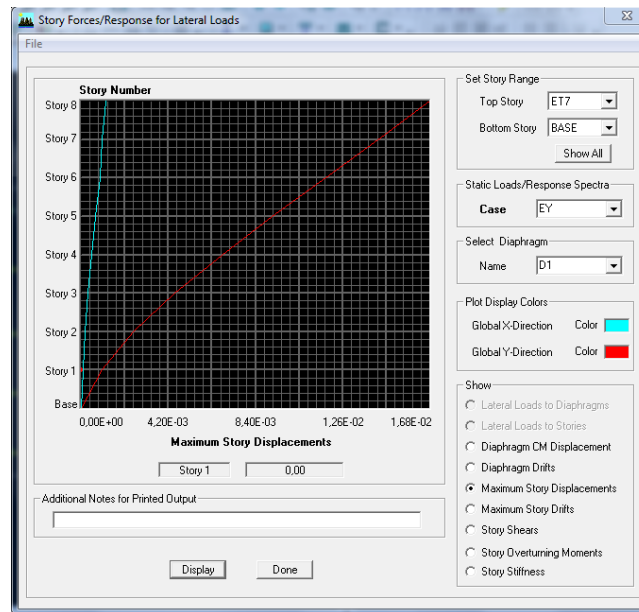 Story Forces/Response for Lateral Loads
File
Story Number
Story 8
Story 7
Story 6
Story 5
Story 4
Story 3
Story 2
Story 1
Base
0,00E+00 4,20E-03 8,40E-03 1,26E-02 1,68E-02
Maximum Story Displacements
Story 1 0,00
Additional Notes for Printed Output
Display Done
Set Story Range
Top Story ET7
Bottom Story BASE
Show All
Static Loads/Response Spectra
Case EY
Select Diaphragm
Name D1
Plot Display Colors
Global X-Direction Color
Global Y-Direction Color
Show
Lateral Loads to Diaphragms
Lateral Loads to Stories
Diaphragm CM Displacement
Diaphragm Drifts
Maximum Story Displacements
Maximum Story Drifts
Story Shears
Story Overturning Moments
Story Stiffness